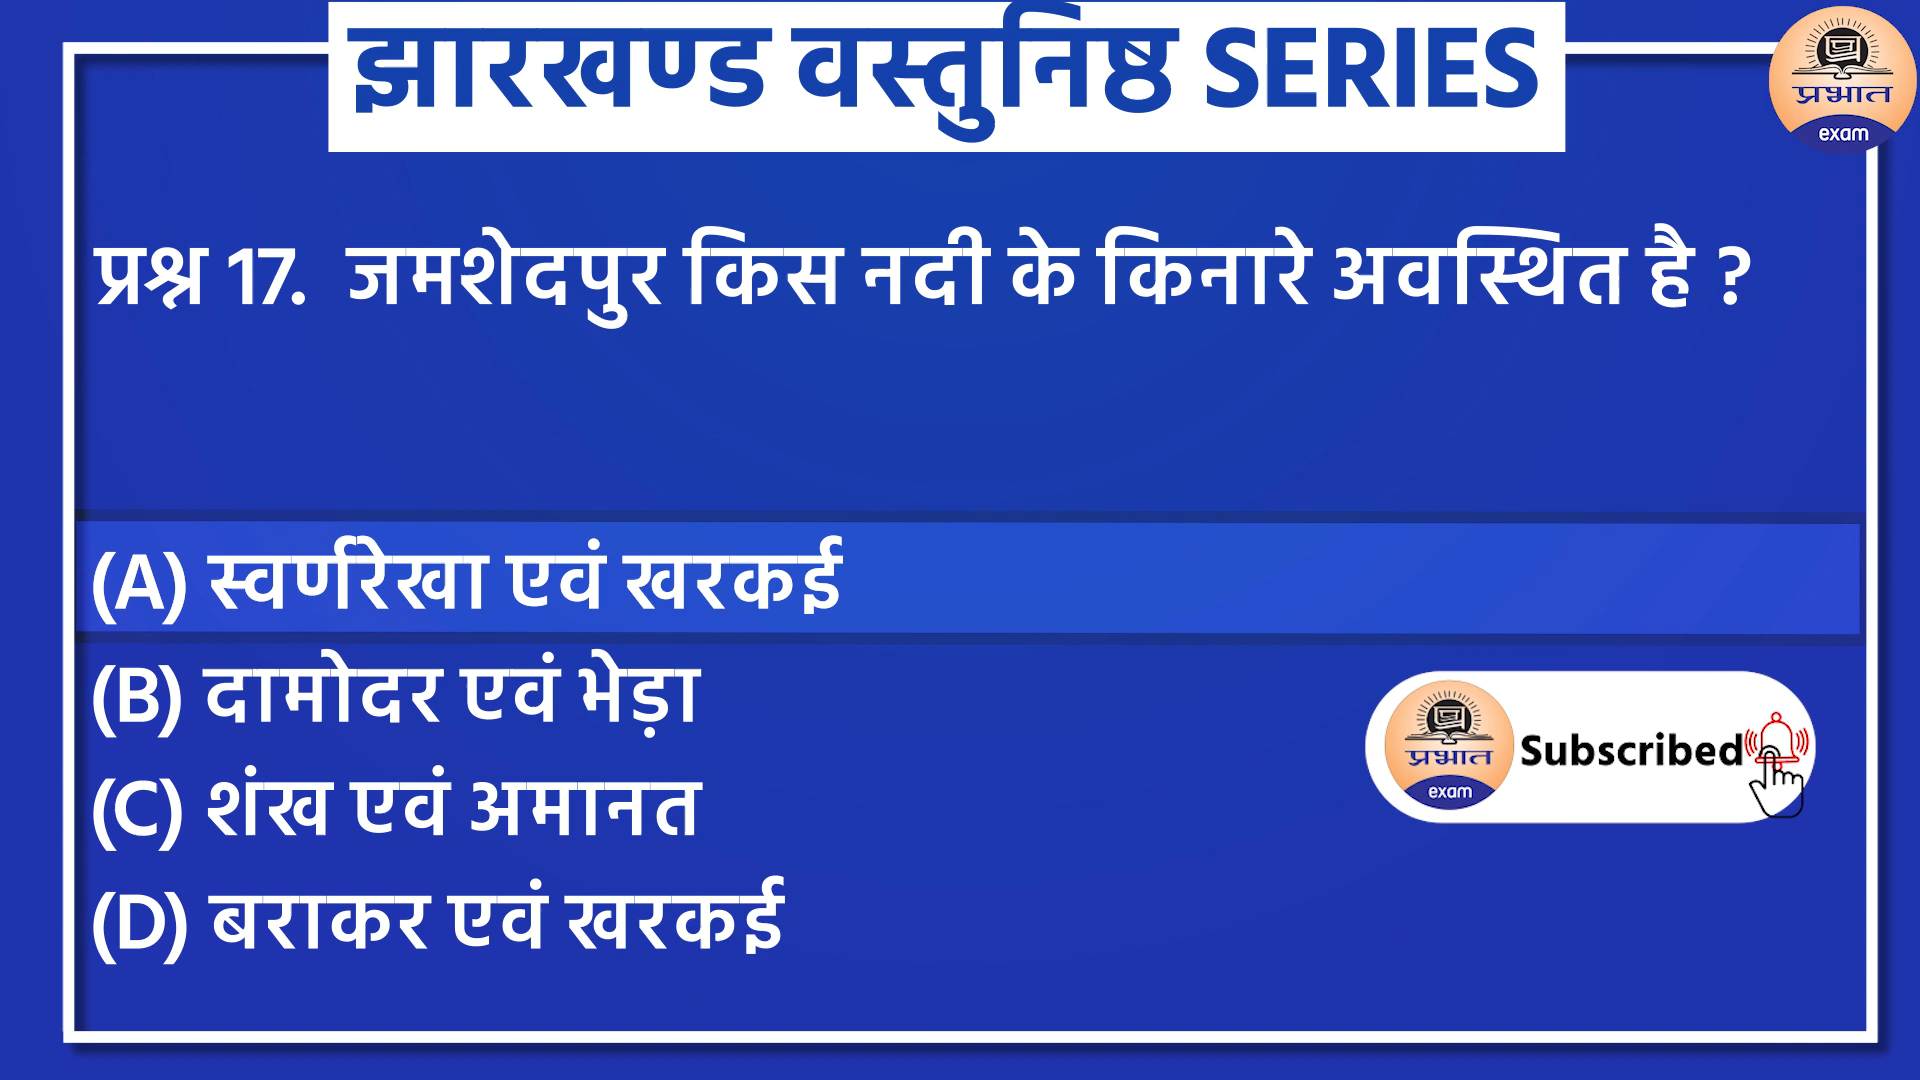 झारखण्ड वस्तुनिष्ठ SERIES
प्रभात
exam
प्रश्न 17. जमशेदपुर किस नदी के किनारे अवस्थित है ?
(A) स्वर्णरेखा एवं खरकई
(B) दामोदर एवं भेड़ा
(C) शंख एवं अमानत
(D) बराकर एवं खरकई
प्रभात
exam
Subscribed